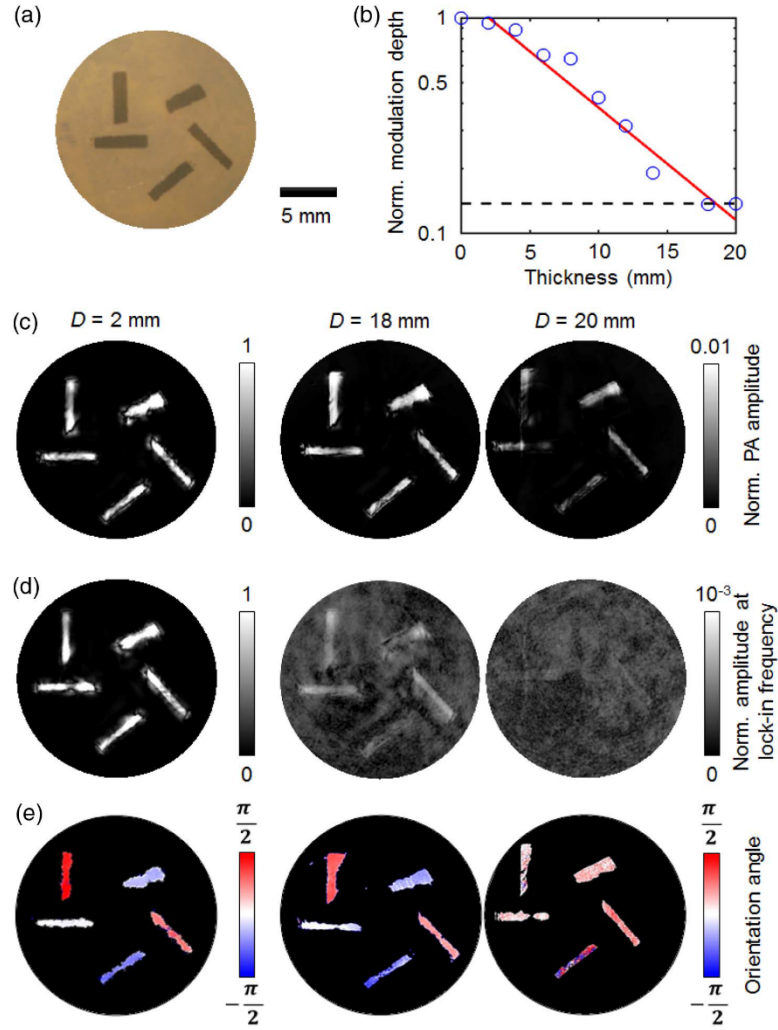 (a)
5 mm
(b)
Norm. modulation depth
1
0.5
0.1
0 5 10 15 20
Thickness (mm)
(c)
D = 2 mm
D = 18 mm
D = 20 mm
1
0
0.01
0
Norm. PA amplitude
(d)
1
0
10⁻³
0
Norm. amplitude at
lock-in frequency
(e)
π/2
-π/2
π/2
-π/2
Orientation angle